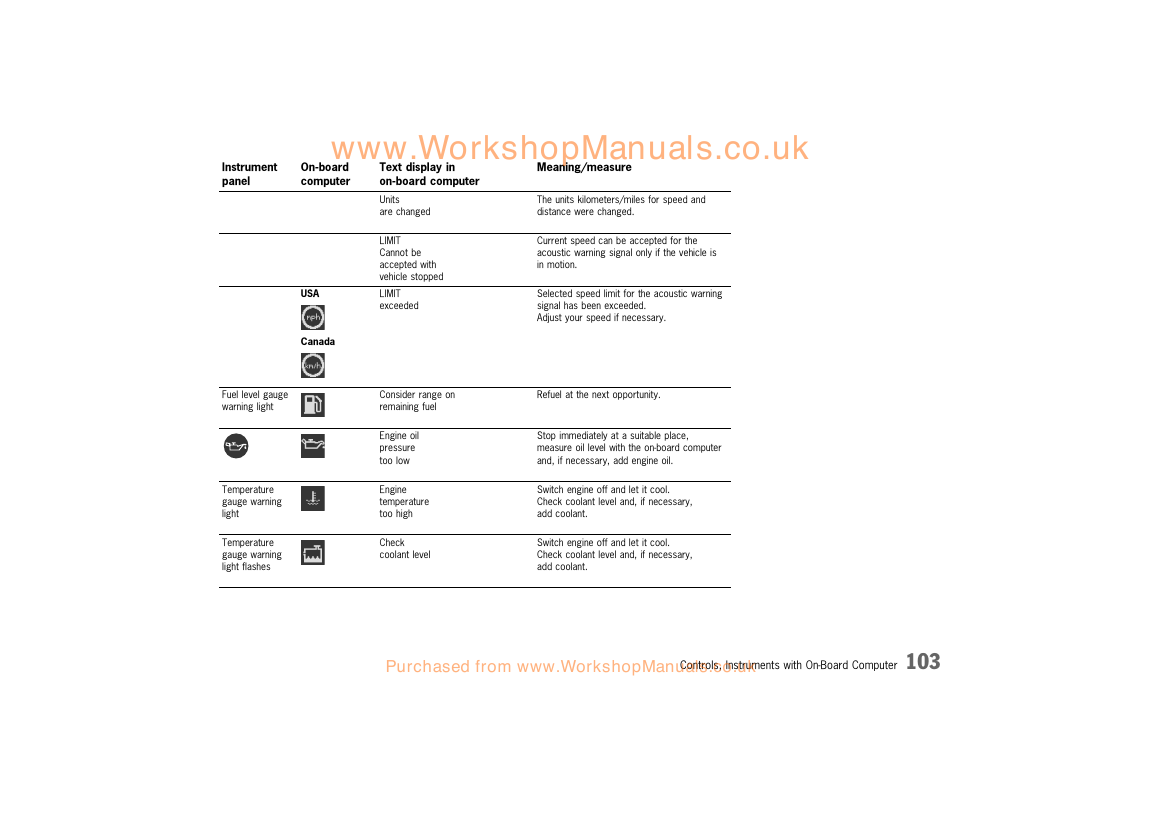 www.WorkshopManuals.co.uk
Instrument
panel
On-board
computer
Text display in
on-board computer
Meaning/measure
Units
are changed
The units kilometers/miles for speed and
distance were changed.
LIMIT
Cannot be
accepted with
vehicle stopped
Current speed can be accepted for the
acoustic warning signal only if the vehicle is
in motion.
USA
mph
Canada
km/h
LIMIT
exceeded
Selected speed limit for the acoustic warning
signal has been exceeded.
Adjust your speed if necessary.
Fuel level gauge
warning light
Consider range on
remaining fuel
Refuel at the next opportunity.
Engine oil
pressure
too low
Stop immediately at a suitable place,
measure oil level with the on-board computer
and, if necessary, add engine oil.
Temperature
gauge warning
light
Engine
temperature
too high
Switch engine off and let it cool.
Check coolant level and, if necessary,
add coolant.
Temperature
gauge warning
light flashes
Check
coolant level
Switch engine off and let it cool.
Check coolant level and, if necessary,
add coolant.
Purchased from www.WorkshopManuals.co.uk
Controls, Instruments with On-Board Computer 103